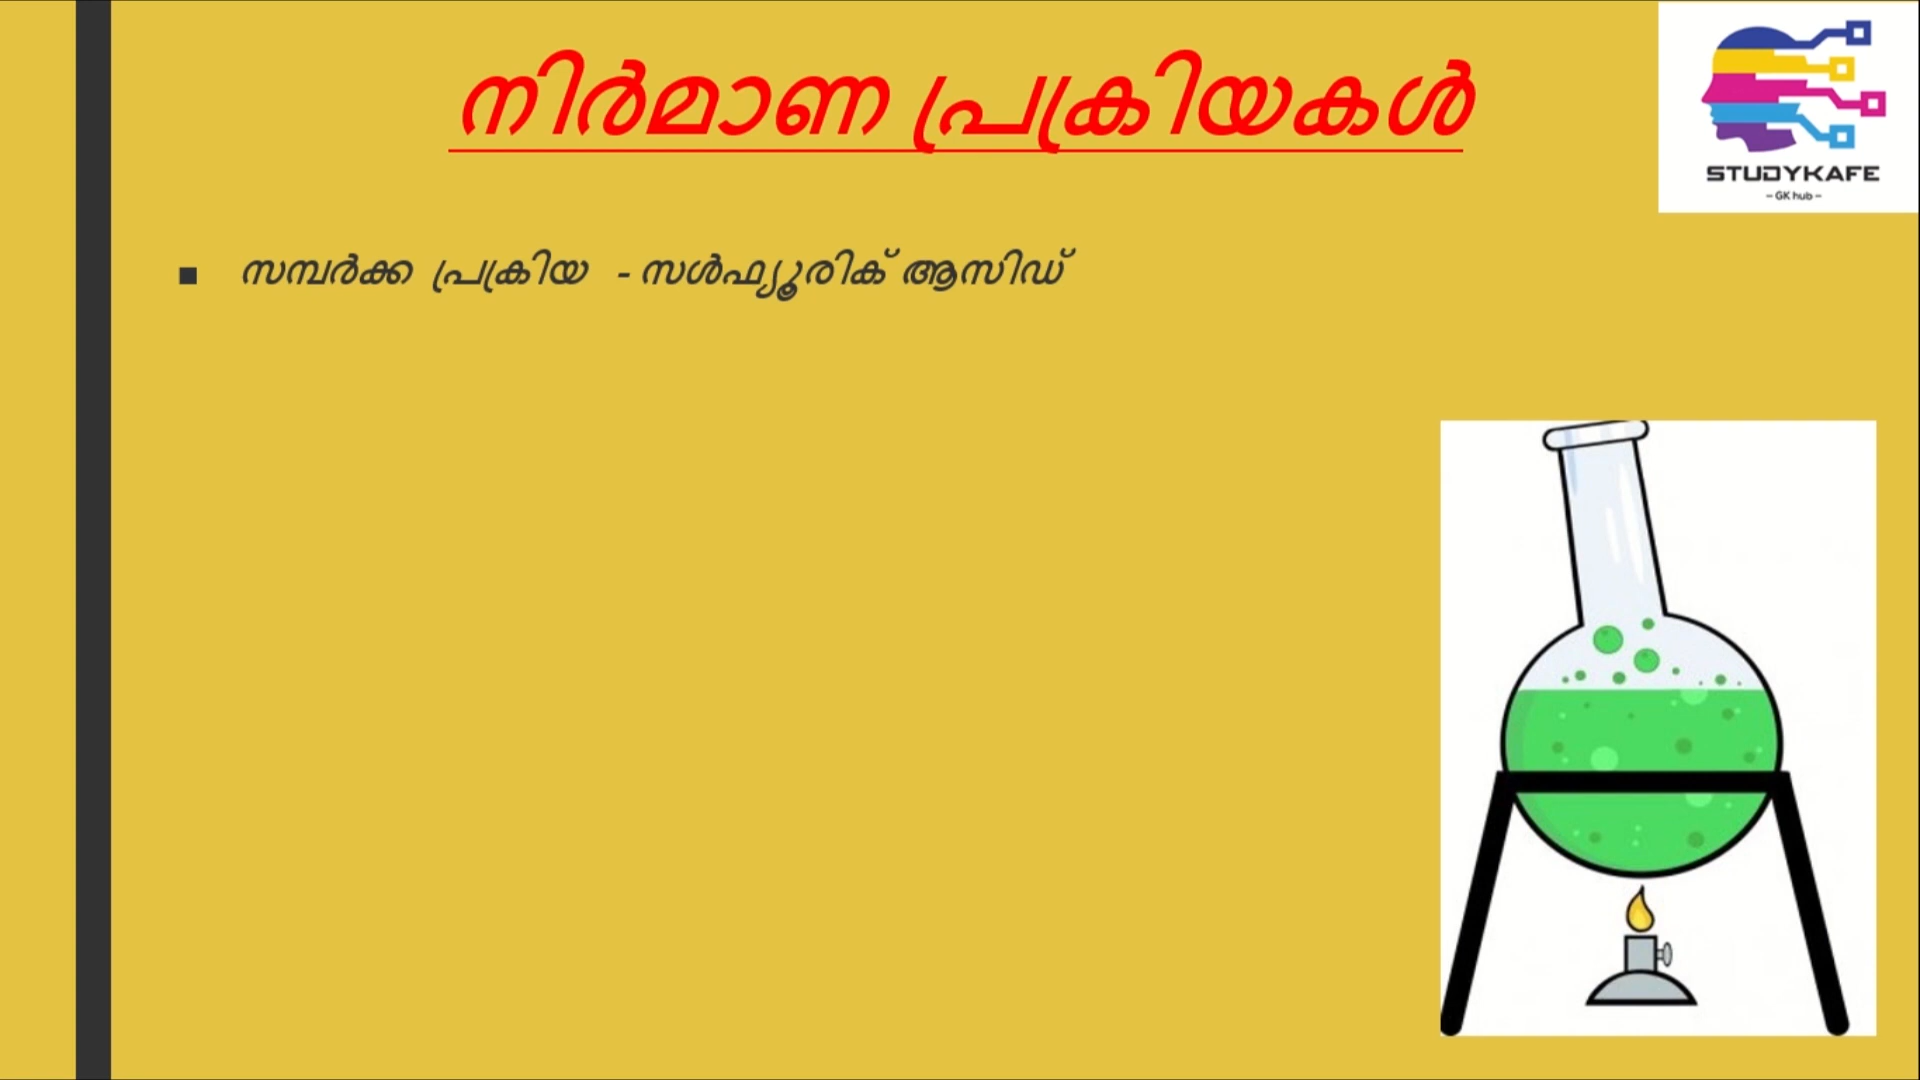 നിർമാണ പ്രക്രിയകൾ
STUDYKAFE
– GK hub –
▪ സമ്പർക്ക പ്രക്രിയ - സൾഫ്യൂരിക് ആസിഡ്